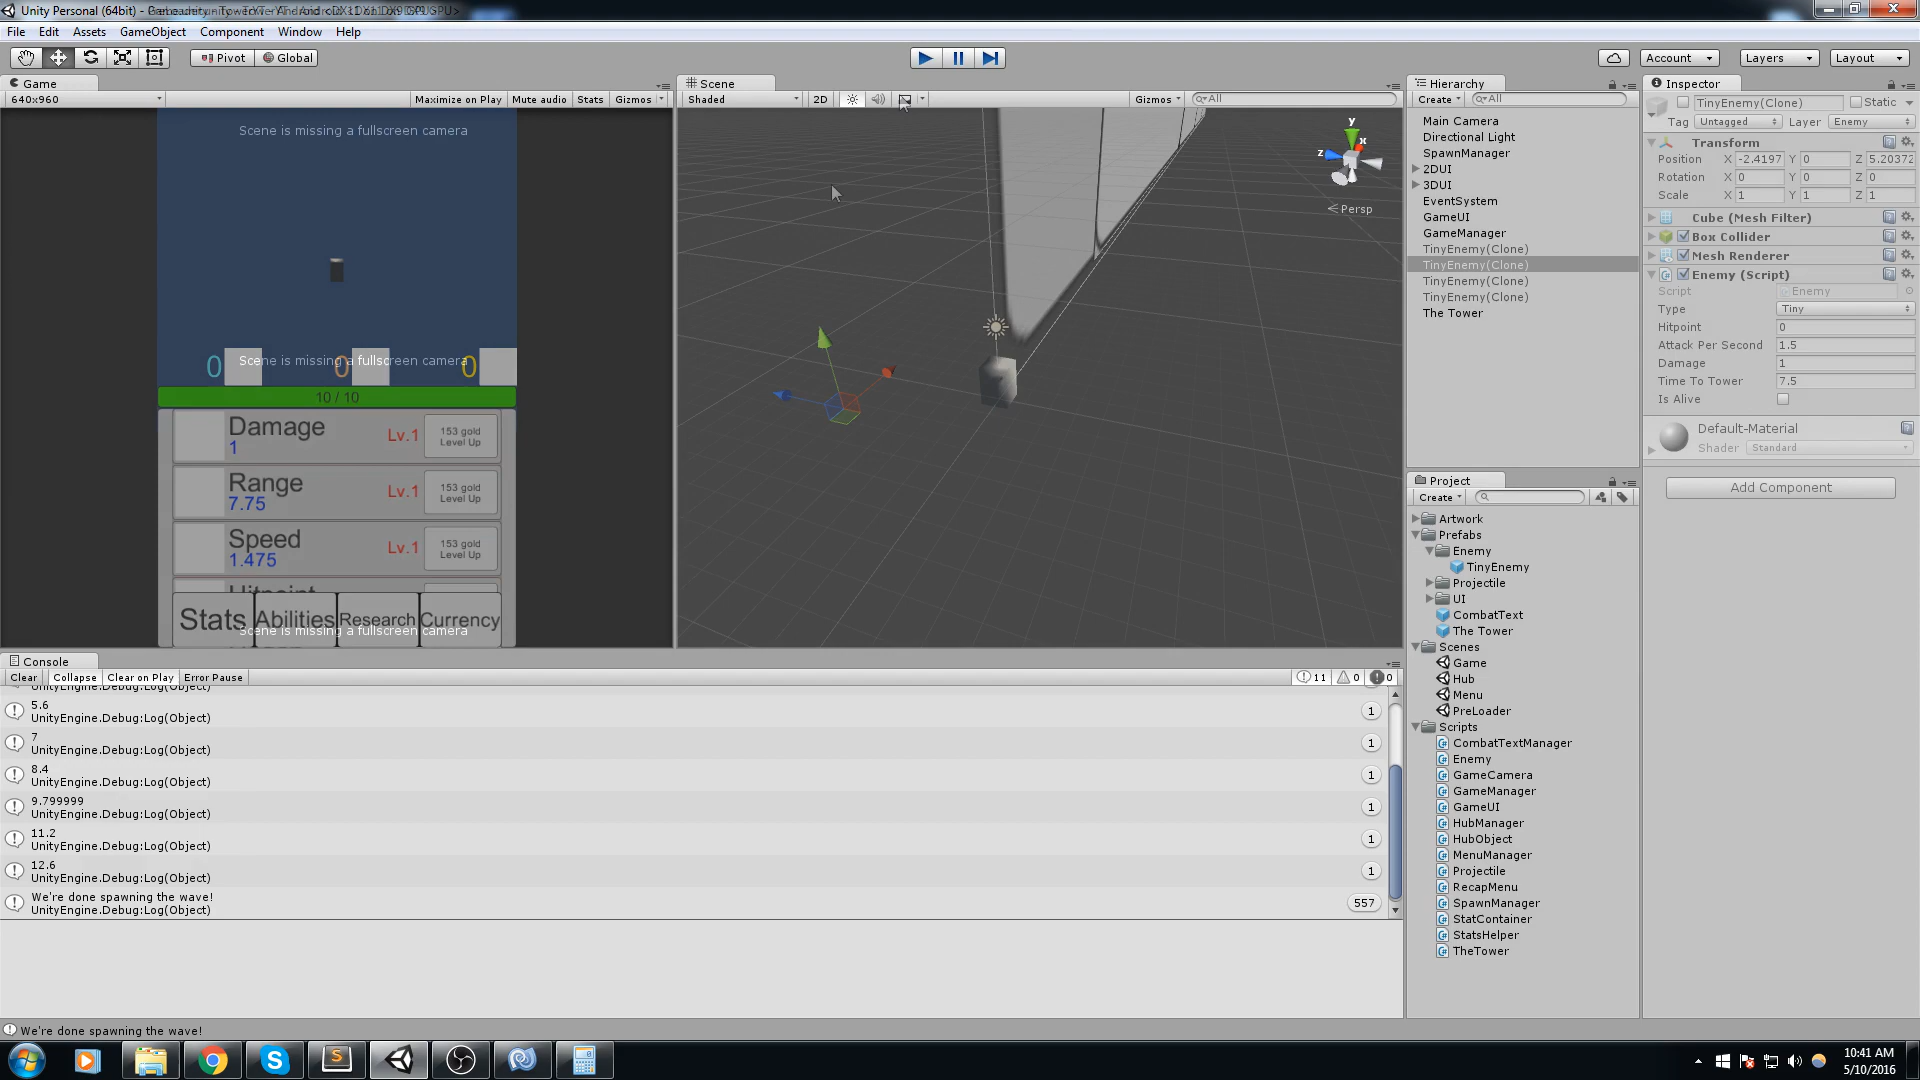 Unity Personal (64bit) -
File Edit Assets GameObject Component Window Help
Pivot Global
Account Layers Layout
Game
640x960 Maximize on Play Mute audio Stats Gizmos
Scene is missing a fullscreen camera
0 0 0
Scene is missing a fullscreen camera
10 / 10
Damage
1
Lv.1
153 gold
Level Up
Range
7.75
Lv.1
153 gold
Level Up
Speed
1.475
Lv.1
153 gold
Level Up
Stats Abilities Research Currency
Scene is missing a fullscreen camera
Scene
Shaded 2D Gizmos All
y
x
z
Persp
Hierarchy
Create All
Main Camera
Directional Light
SpawnManager
2DUI
3DUI
EventSystem
GameUI
GameManager
TinyEnemy(Clone)
TinyEnemy(Clone)
TinyEnemy(Clone)
TinyEnemy(Clone)
The Tower
Project
Create
Artwork
Prefabs
Enemy
TinyEnemy
Projectile
UI
CombatText
The Tower
Scenes
Game
Hub
Menu
PreLoader
Scripts
CombatTextManager
Enemy
GameCamera
GameManager
GameUI
HubManager
HubObject
MenuManager
Projectile
RecapMenu
SpawnManager
StatContainer
StatsHelper
TheTower
Inspector
TinyEnemy(Clone) Static
Tag Untagged Layer Enemy
Transform
Position X -2.4197 Y 0 Z 5.20372
Rotation X 0 Y 0 Z 0
Scale X 1 Y 1 Z 1
Cube (Mesh Filter)
Box Collider
Mesh Renderer
Enemy (Script)
Script Enemy
Type Tiny
Hitpoint 0
Attack Per Second 1.5
Damage 1
Time To Tower 7.5
Is Alive
Default-Material
Shader Standard
Add Component
Console
Clear Collapse Clear on Play Error Pause 11 0 0
UnityEngine.Debug:Log(Object)
5.6
UnityEngine.Debug:Log(Object) 1
7
UnityEngine.Debug:Log(Object) 1
8.4
UnityEngine.Debug:Log(Object) 1
9.799999
UnityEngine.Debug:Log(Object) 1
11.2
UnityEngine.Debug:Log(Object) 1
12.6
UnityEngine.Debug:Log(Object) 1
We're done spawning the wave!
UnityEngine.Debug:Log(Object) 557
We're done spawning the wave!
10:41 AM
5/10/2016